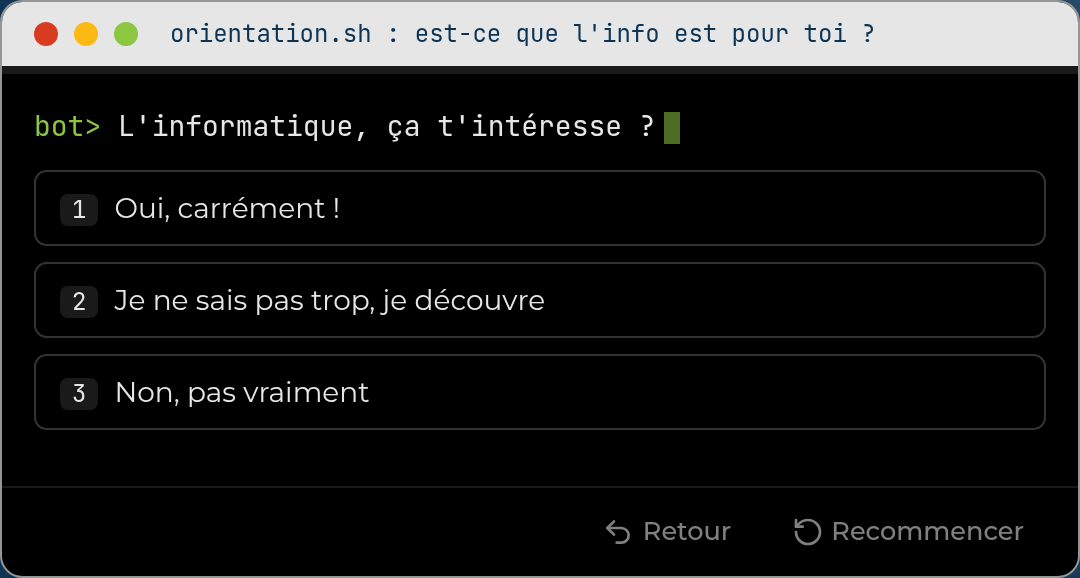 orientation.sh : est-ce que l'info est pour toi ?
bot> L'informatique, ça t'intéresse ?
1 Oui, carrément !
2 Je ne sais pas trop, je découvre
3 Non, pas vraiment
Retour Recommencer